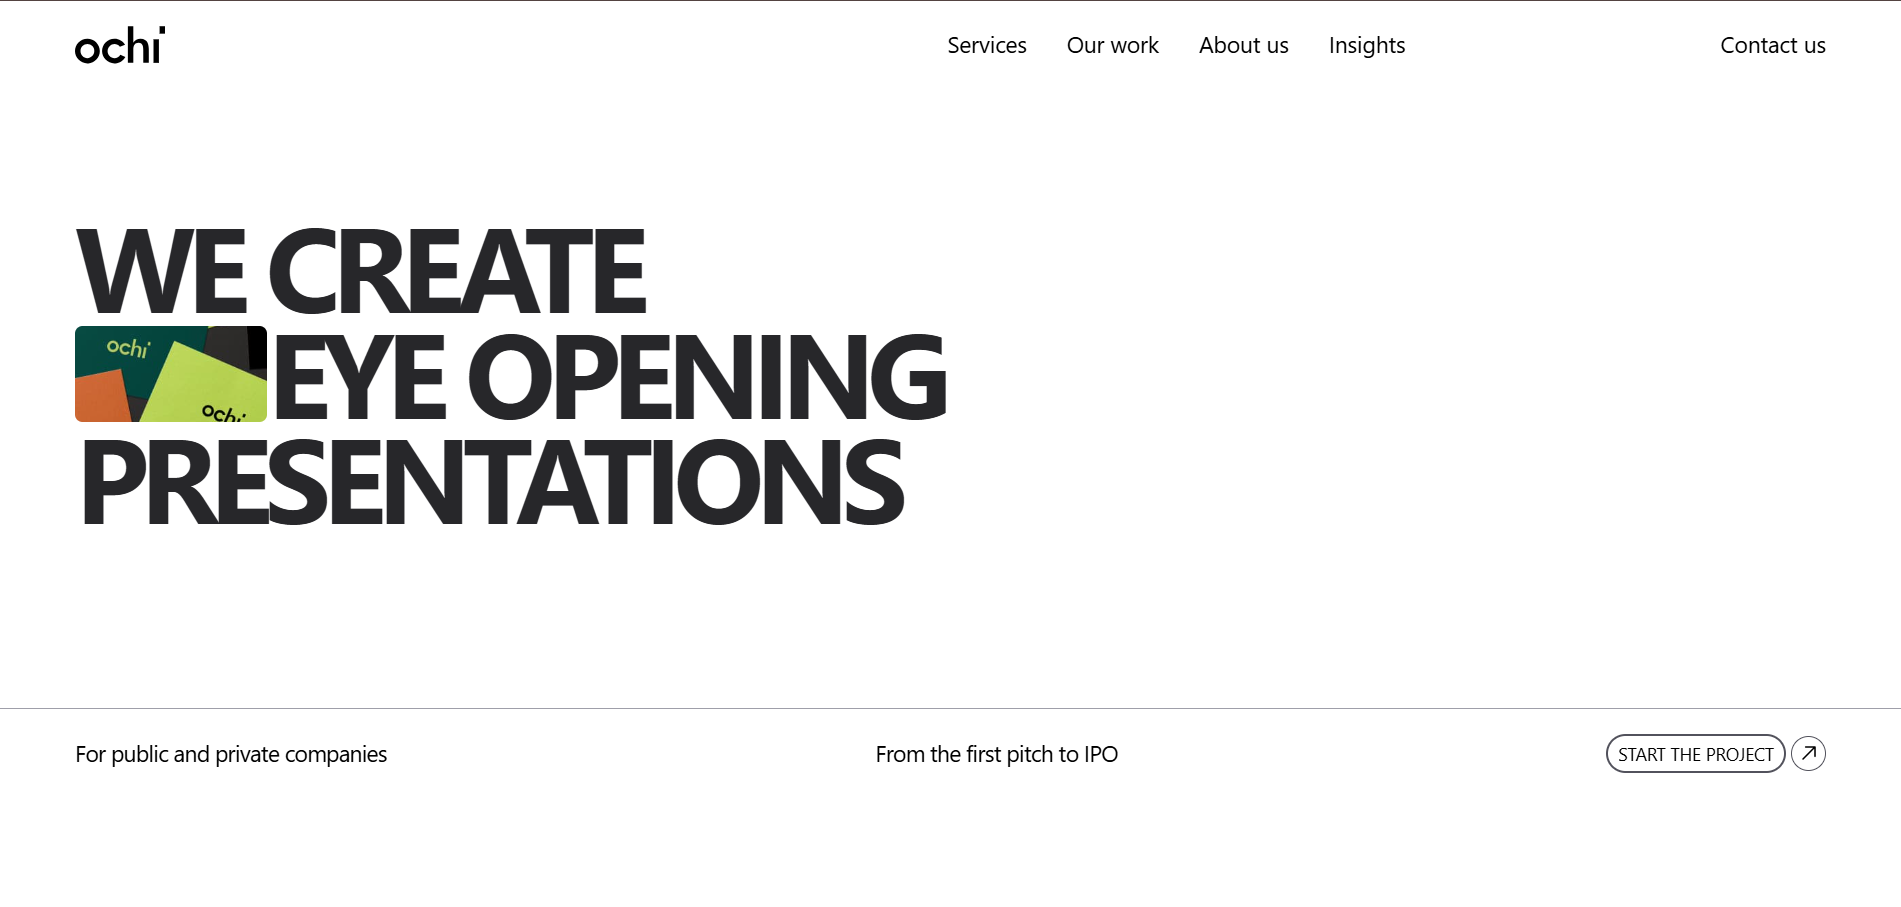 ochi
Services Our work About us Insights Contact us
WE CREATE
ochi
ochi
EYE OPENING
PRESENTATIONS
For public and private companies From the first pitch to IPO START THE PROJECT